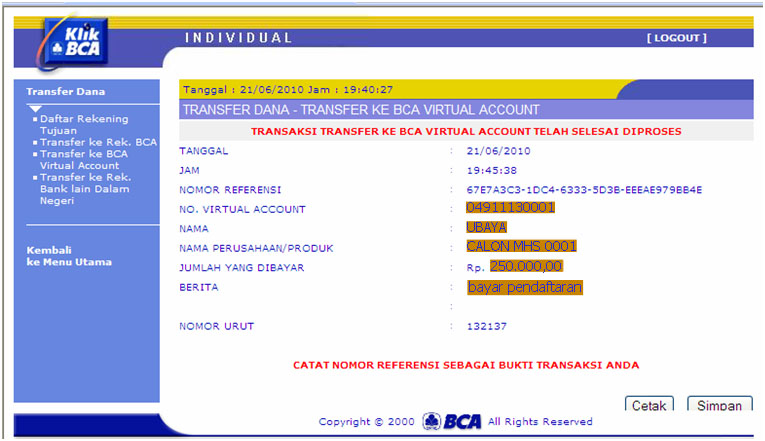 Klik BCA
INDIVIDUAL
[ LOGOUT ]
Transfer Dana
Daftar Rekening
Tujuan
Transfer ke Rek. BCA
Transfer ke BCA
Virtual Account
Transfer ke Rek.
Bank lain Dalam
Negeri
Kembali
ke Menu Utama
Tanggal : 21/06/2010 Jam : 19:40:27
TRANSFER DANA - TRANSFER KE BCA VIRTUAL ACCOUNT
TRANSAKSI TRANSFER KE BCA VIRTUAL ACCOUNT TELAH SELESAI DIPROSES
TANGGAL : 21/06/2010
JAM : 19:45:38
NOMOR REFERENSI : 67E7A3C3-1DC4-6333-5D3B-EEEAE979BB4E
NO. VIRTUAL ACCOUNT : 04911130001
NAMA : UBAYA
NAMA PERUSAHAAN/PRODUK : CALON MHS 0001
JUMLAH YANG DIBAYAR : Rp. 250.000,00
BERITA : bayar pendaftaran
:
NOMOR URUT : 132137
CATAT NOMOR REFERENSI SEBAGAI BUKTI TRANSAKSI ANDA
Cetak Simpan
Copyright © 2000 BCA All Rights Reserved